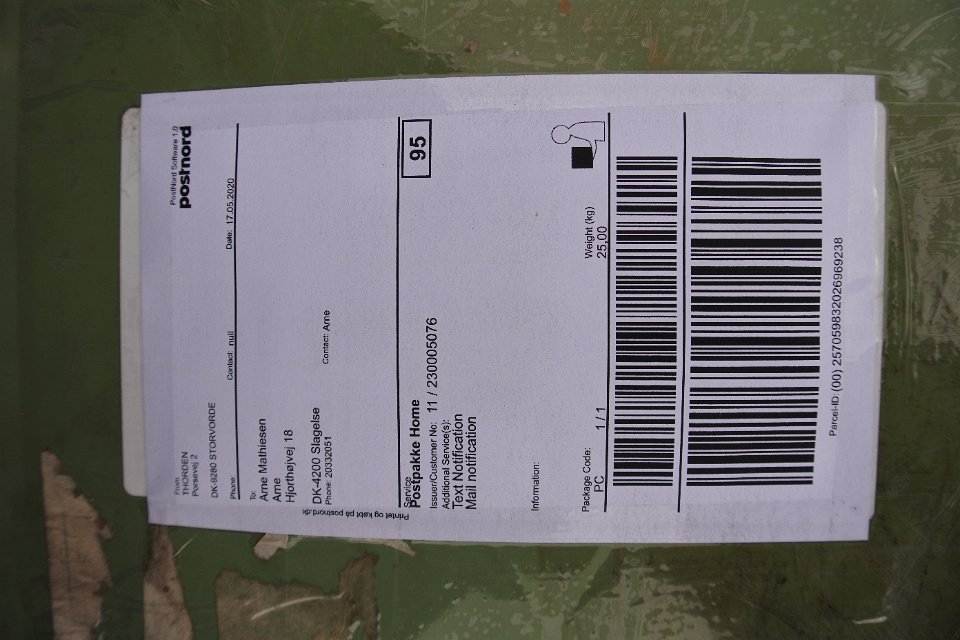 PostNord Software 1.0
postnord
From
THORDEN
Porsevej 2
DK-9280 STORVORDE
Phone: Contact: null Date: 17.05.2020
To:
Arne Mathiesen
Arne
Hjorthøjvej 18
DK-4200 Slagelse
Phone: 20332051 Contact: Arne
Service
Postpakke Home
95
Issuer/Customer No: 11 / 230005076
Additional Service(s):
Text Notification
Mail notification
Information:
Package Code: Weight (kg)
PC 1 / 1 25,00
Parcel-ID: (00) 257059832026969238
Printet og købt på postnord.dk